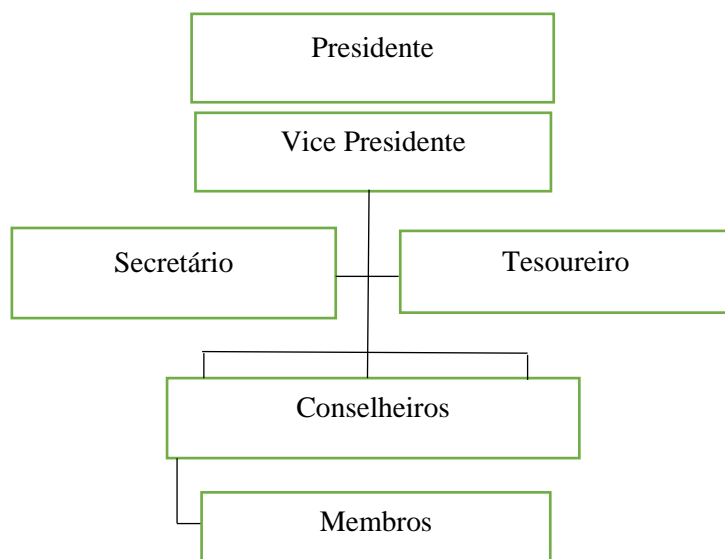 Presidente
Vice Presidente
Secretário
Tesoureiro
Conselheiros
Membros